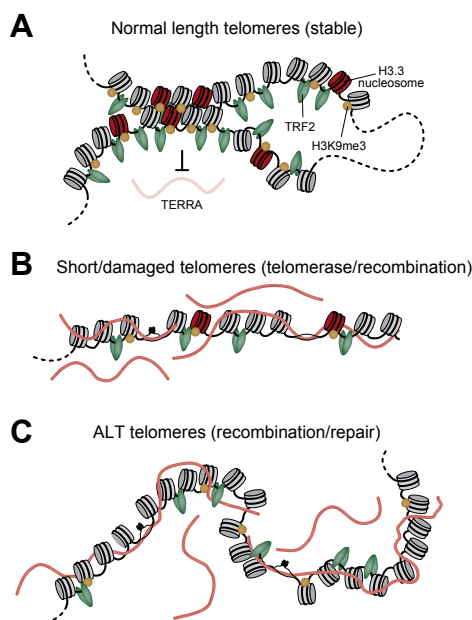 A
Normal length telomeres (stable)
H3.3
nucleosome
TRF2
H3K9me3
TERRA
B
Short/damaged telomeres (telomerase/recombination)
C
ALT telomeres (recombination/repair)